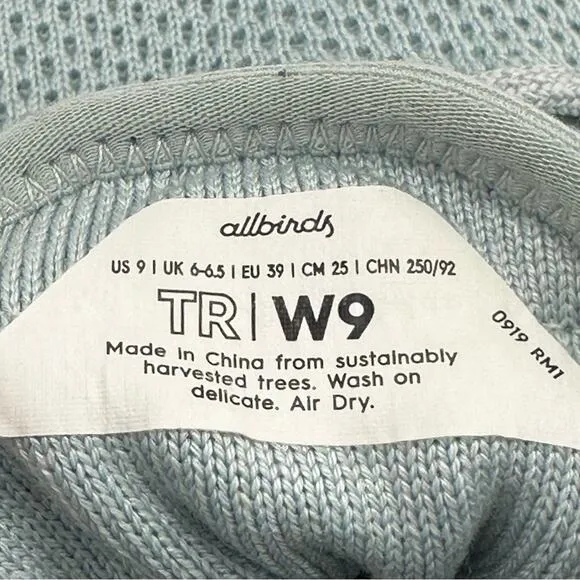 allbirds
US 9 | UK 6-6.5 | EU 39 | CM 25 | CHN 250/92
TR | W9
Made in China from sustainably
harvested trees. Wash on
delicate. Air Dry.
0919 RM1